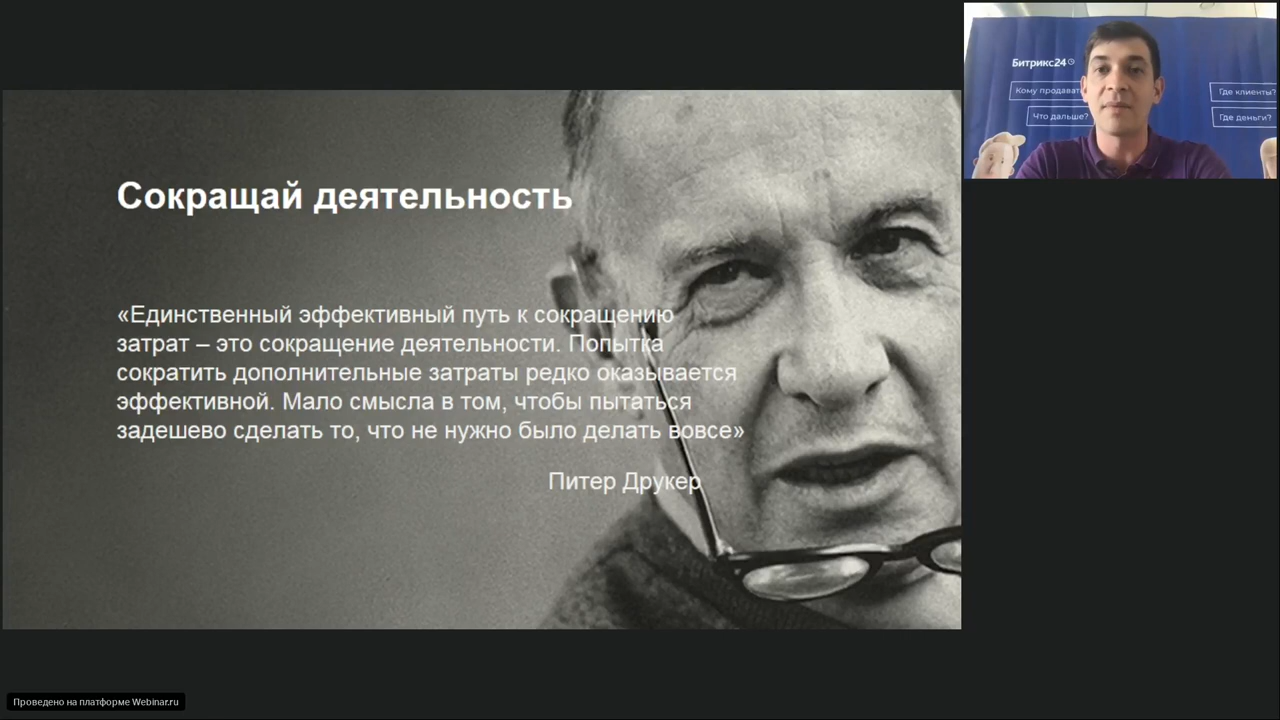 Сокращай деятельность
«Единственный эффективный путь к сокращению
затрат – это сокращение деятельности. Попытка
сократить дополнительные затраты редко оказывается
эффективной. Мало смысла в том, чтобы пытаться
задешево сделать то, что не нужно было делать вовсе»
Питер Друкер
Битрикс24
Кому продават
Что дальше?
Где клиенты?
Где деньги?
Проведено на платформе Webinar.ru